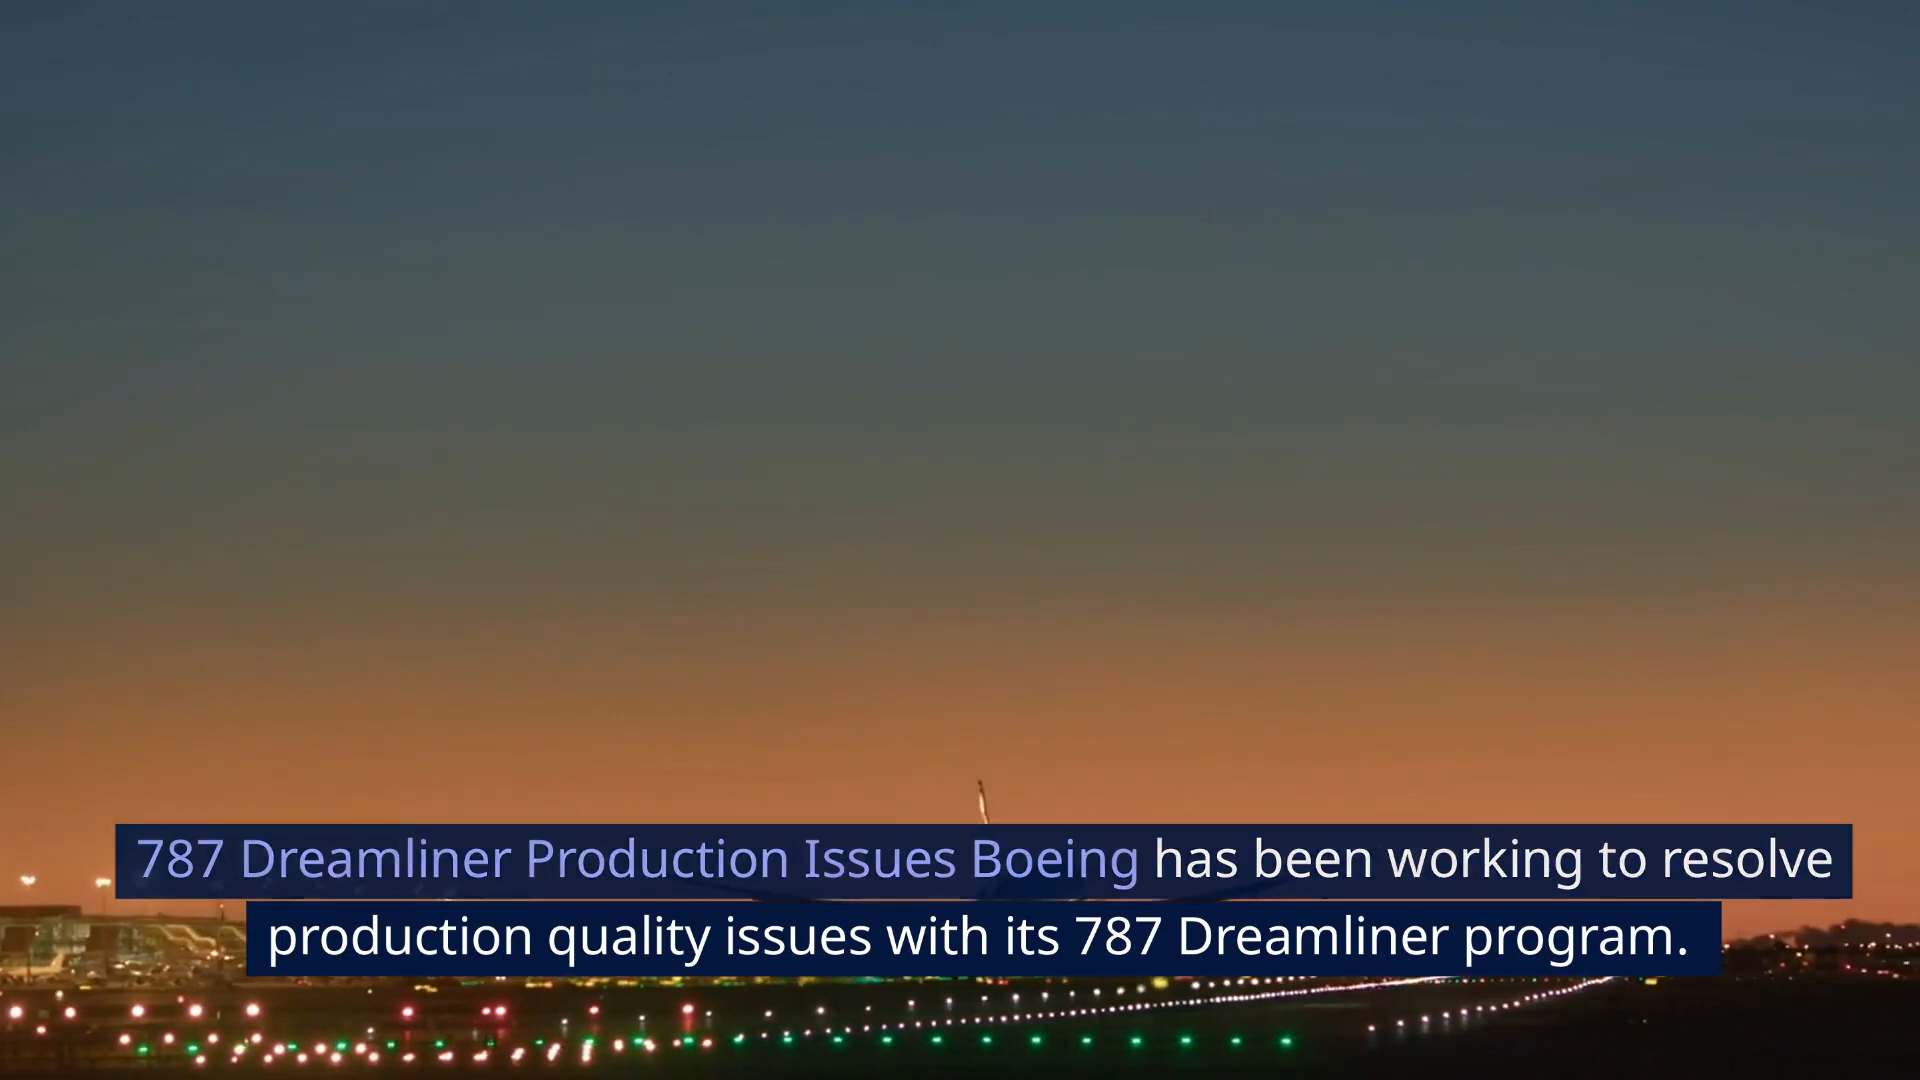 787 Dreamliner Production Issues Boeing has been working to resolve
production quality issues with its 787 Dreamliner program.